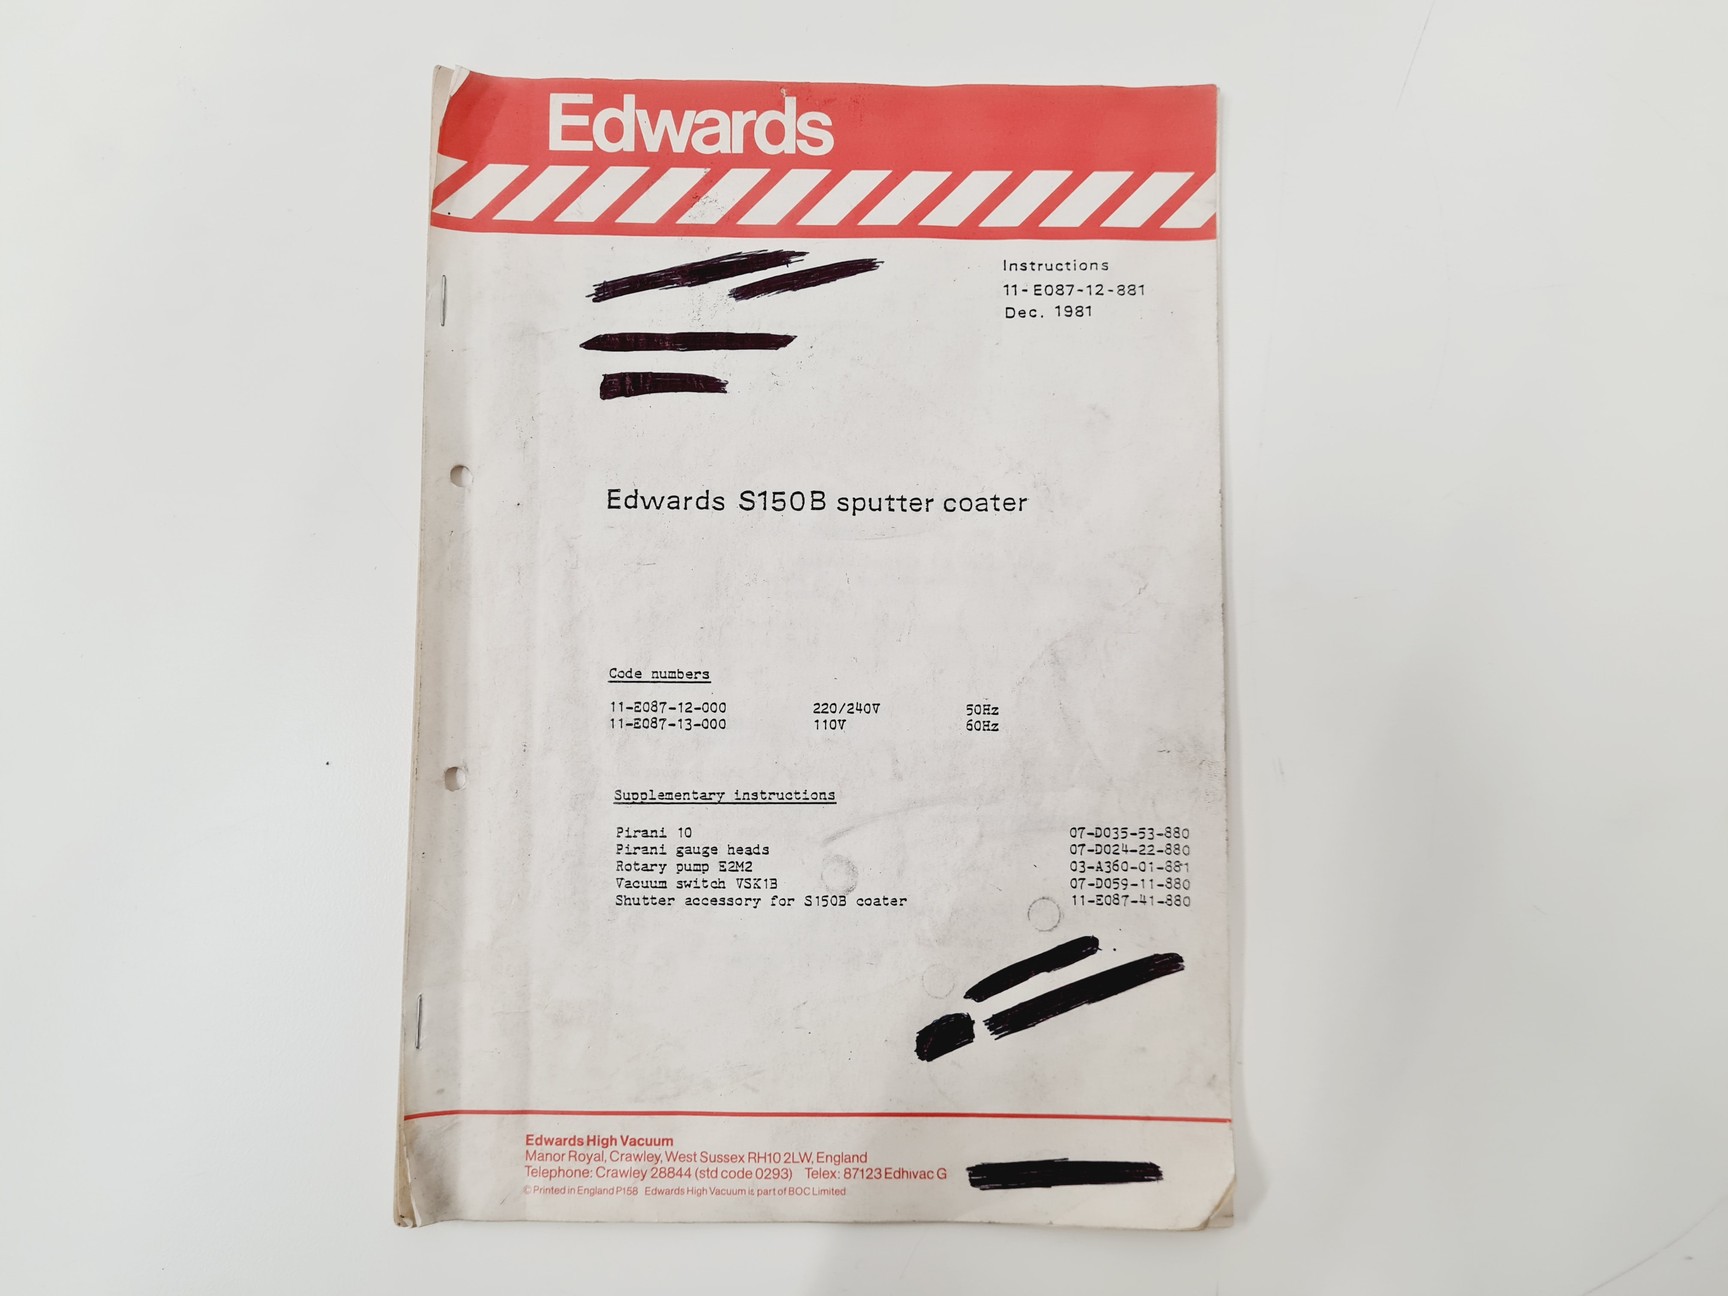 Edwards
Instructions
11-E087-12-881
Dec. 1981
Edwards S150B sputter coater
Code numbers
11-E087-12-000 220/240V 50Hz
11-E087-13-000 110V 60Hz
Supplementary instructions
Pirani 10 07-D035-53-880
Pirani gauge heads 07-D024-22-880
Rotary pump E2M2 03-A360-01-881
Vacuum switch VSK1B 07-D059-11-880
Shutter accessory for S150B coater 11-E087-41-880
Edwards High Vacuum
Manor Royal, Crawley, West Sussex RH10 2LW, England
Telephone: Crawley 28844 (std code 0293) Telex: 87123 Edhivac G
© Printed in England P158 Edwards High Vacuum is part of BOC Limited